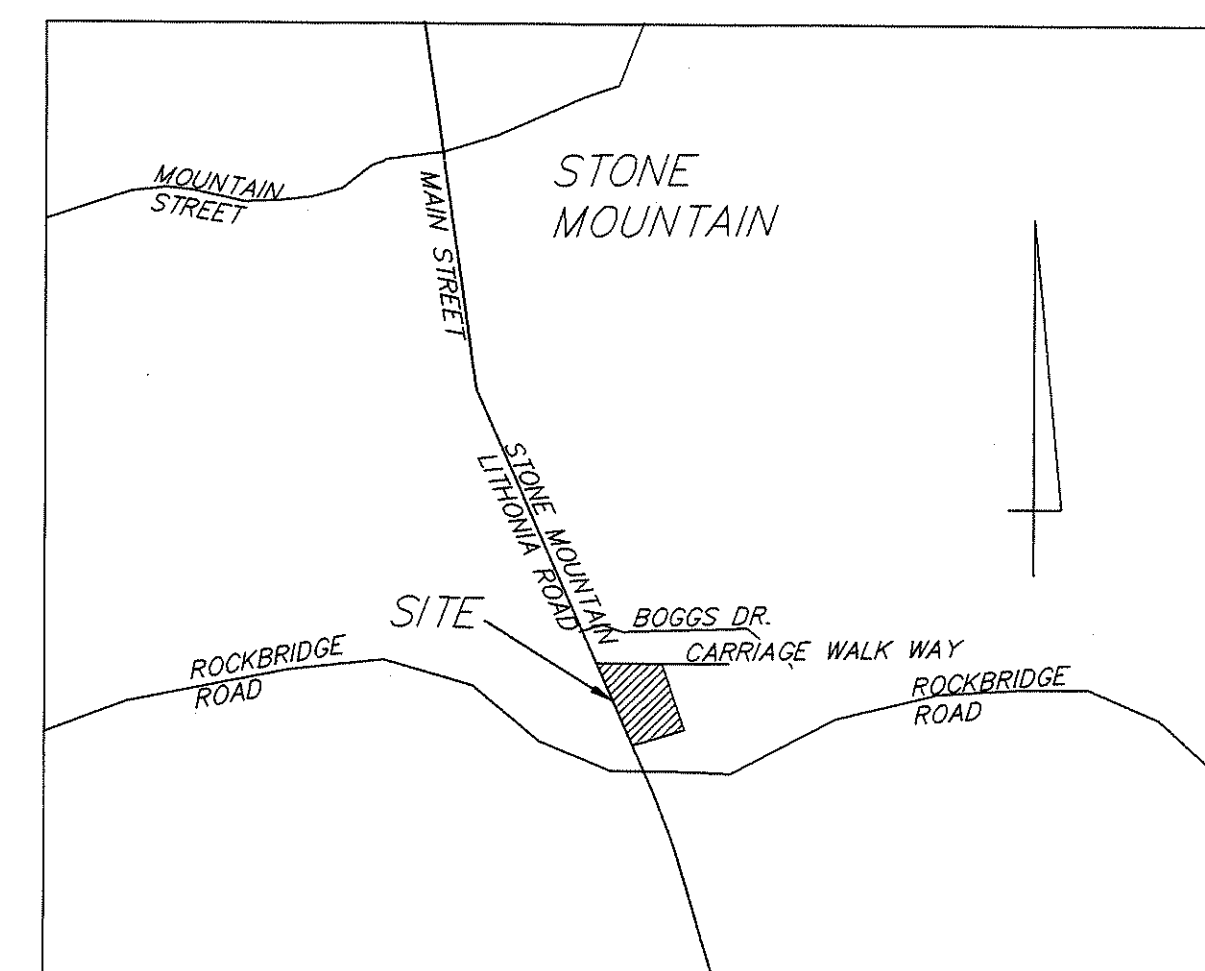 STONE
MOUNTAIN
MOUNTAIN
STREET
MAIN STREET
STONE MOUNTAIN
LITHONIA ROAD
SITE
BOGGS DR.
CARRIAGE WALK WAY
ROCKBRIDGE
ROAD
ROCKBRIDGE
ROAD